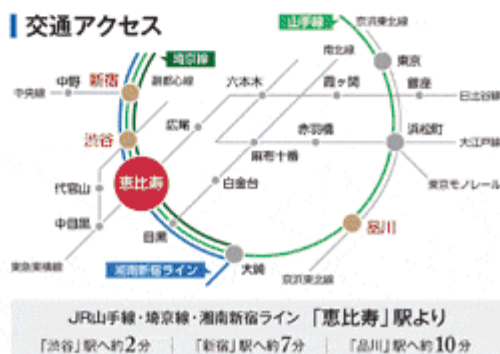 交通アクセス
山手線
京浜東北線
埼京線
南北線
東京
中央線
中野
新宿
副都心線
六本木
霞ヶ関
銀座
日比谷線
広尾
渋谷
赤羽橋
浜松町
大江戸線
麻布十番
恵比寿
代官山
白金台
東京モノレール
中目黒
目黒
品川
東急東横線
湘南新宿ライン
大崎
京浜東北線
JR山手線・埼京線・湘南新宿ライン「恵比寿」駅より
「渋谷」駅へ約2分 「新宿」駅へ約7分 「品川」駅へ約10分